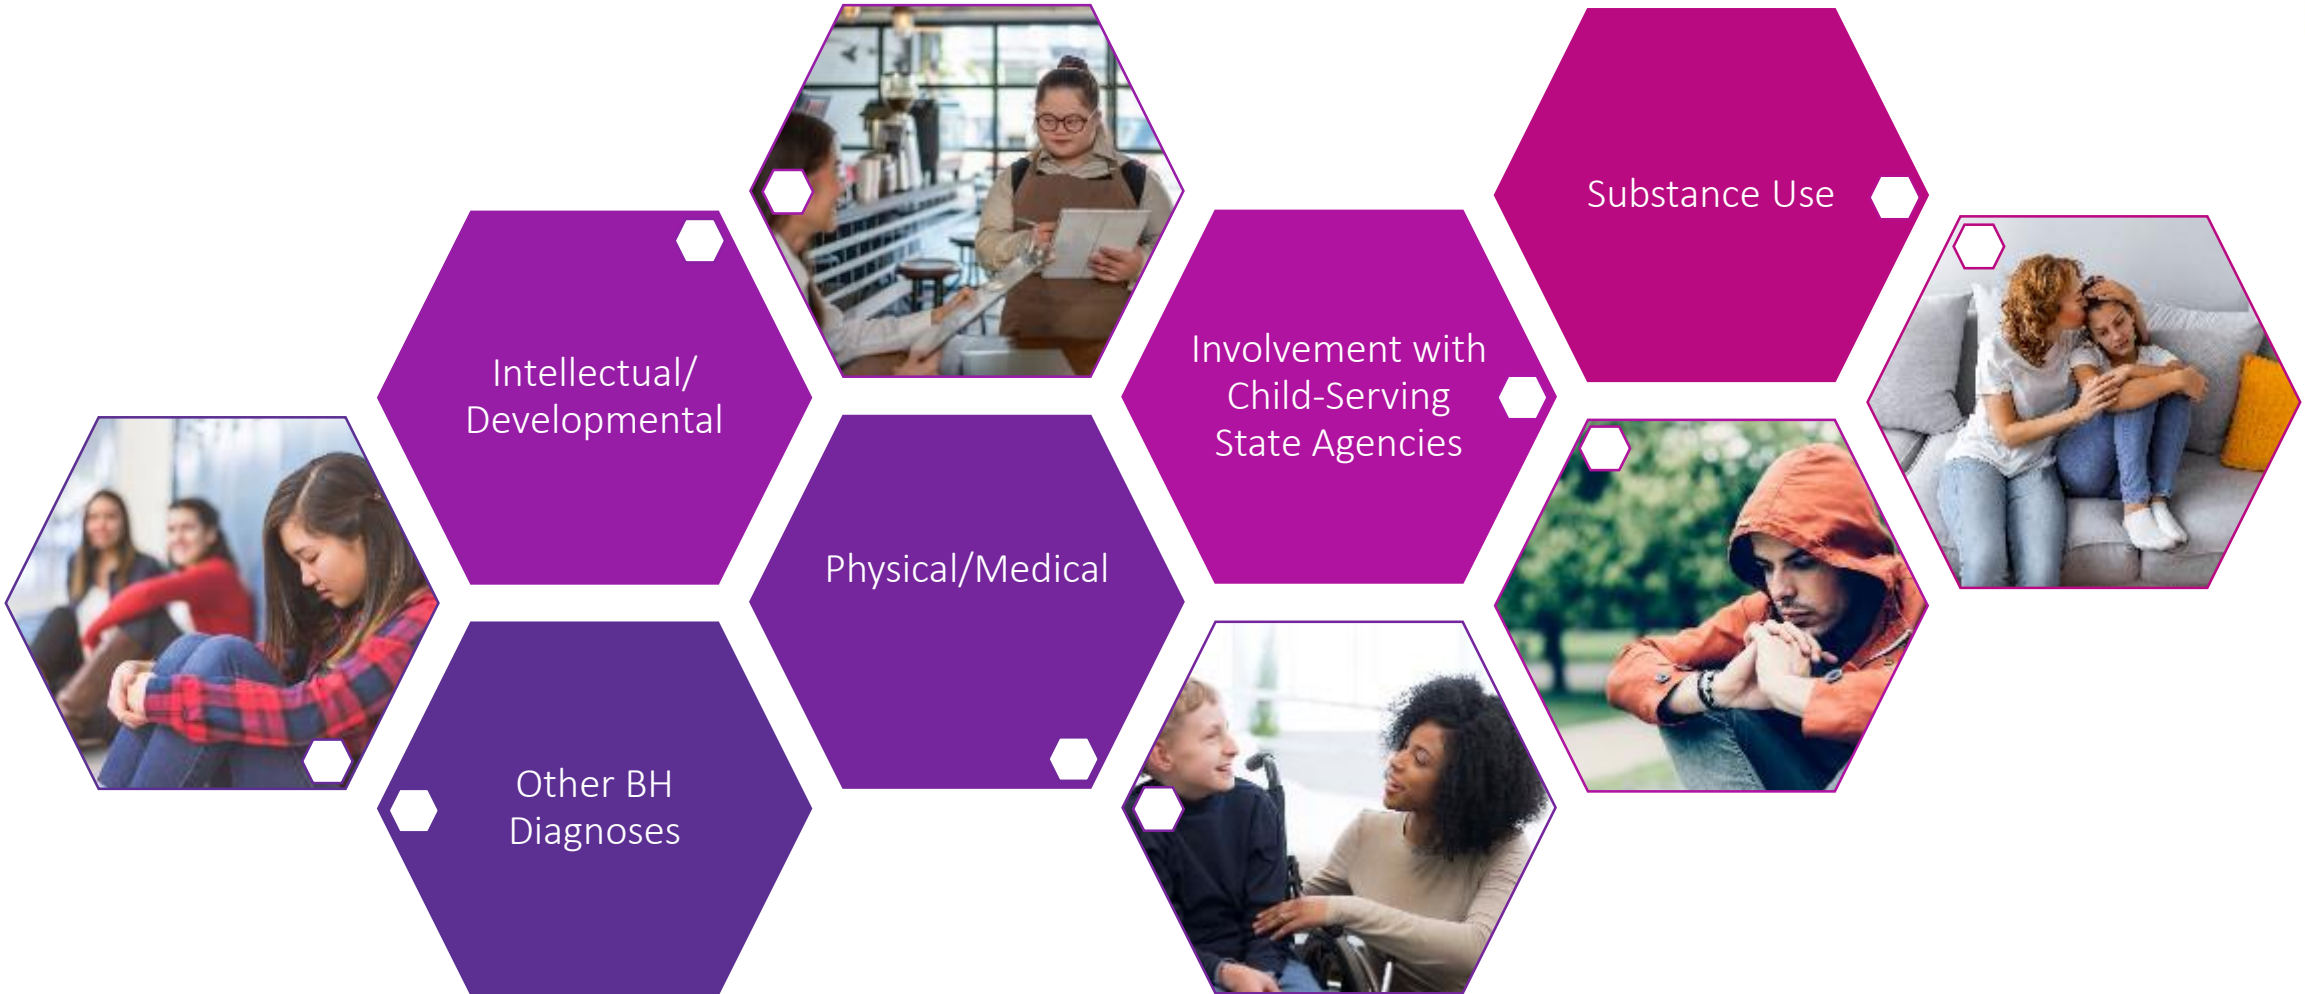 Intellectual/
Developmental
Other BH
Diagnoses
Physical/Medical
Involvement with
Child-Serving
State Agencies
Substance Use